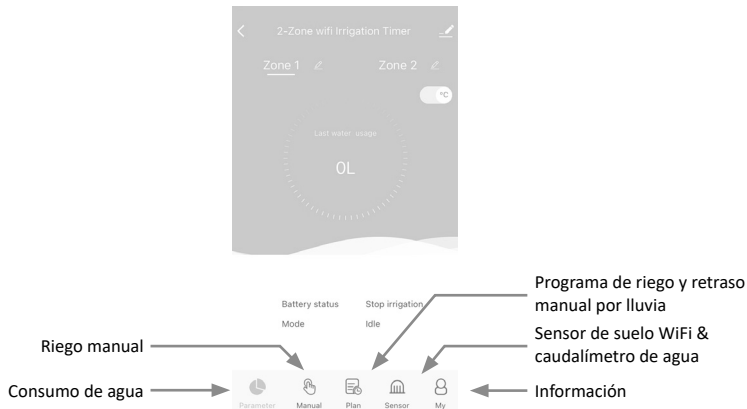 2-Zone wifi Irrigation Timer
Zone 1
Zone 2
°C
Last water usage
0L
Battery status
Stop irrigation
Mode
Idle
Programa de riego y retraso
manual por lluvia
Sensor de suelo WiFi &
caudalímetro de agua
Riego manual
Consumo de agua
Información
Parameter
Manual
Plan
Sensor
My